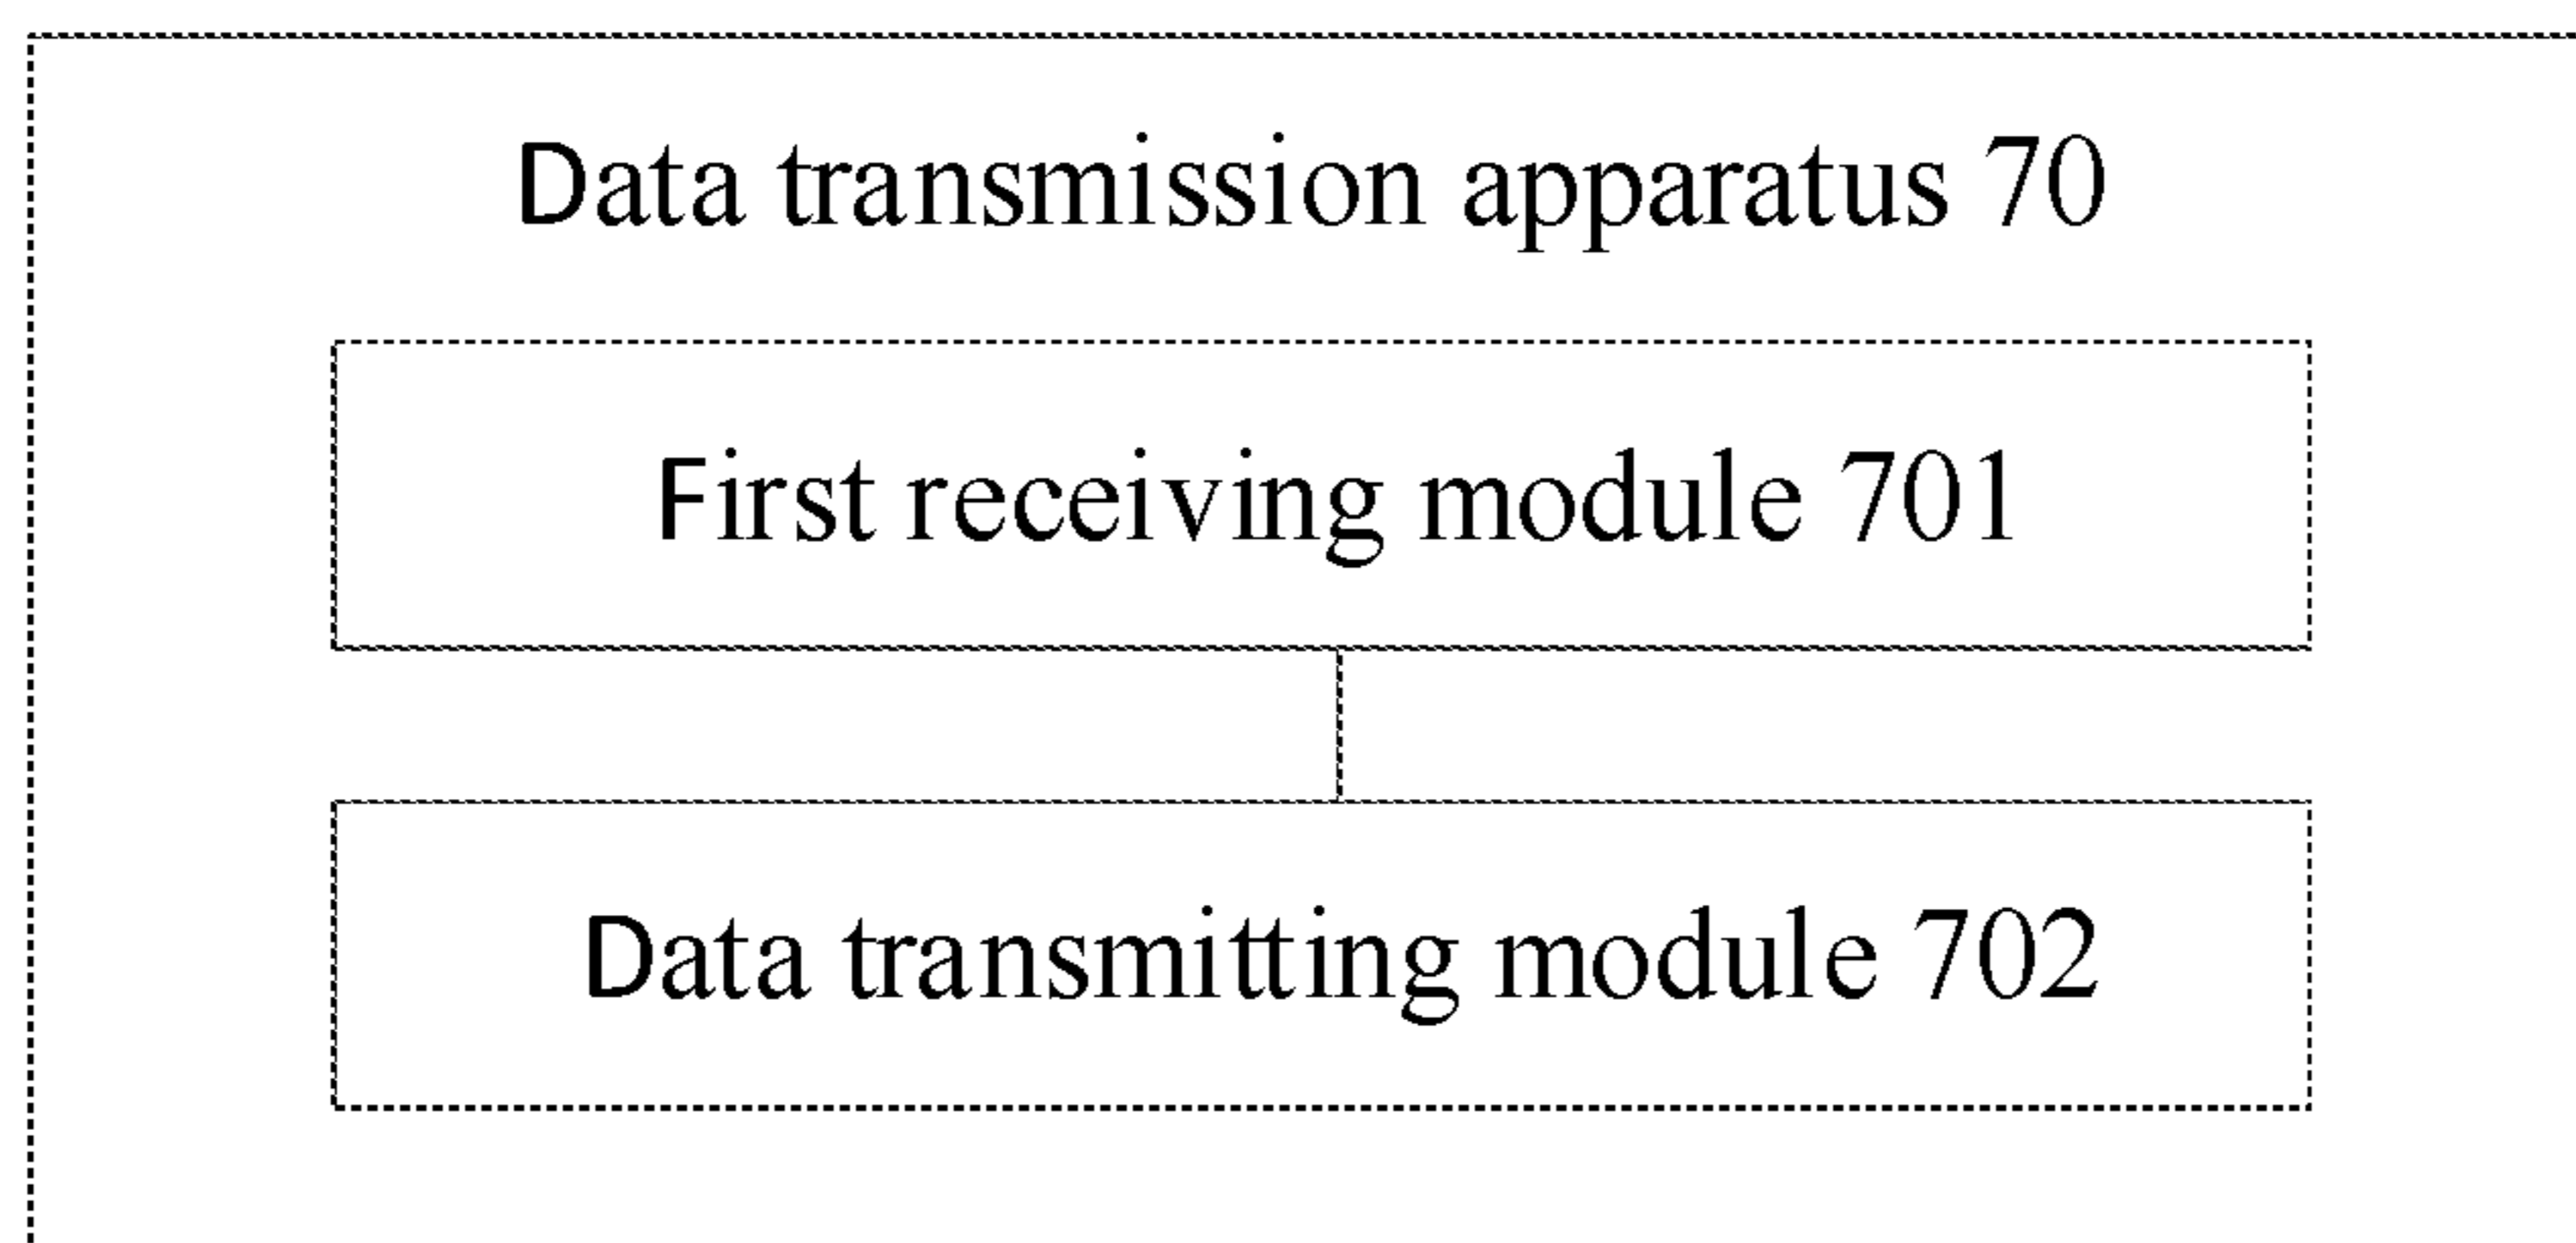 Data transmission apparatus 70
First receiving module 701
Data transmitting module 702